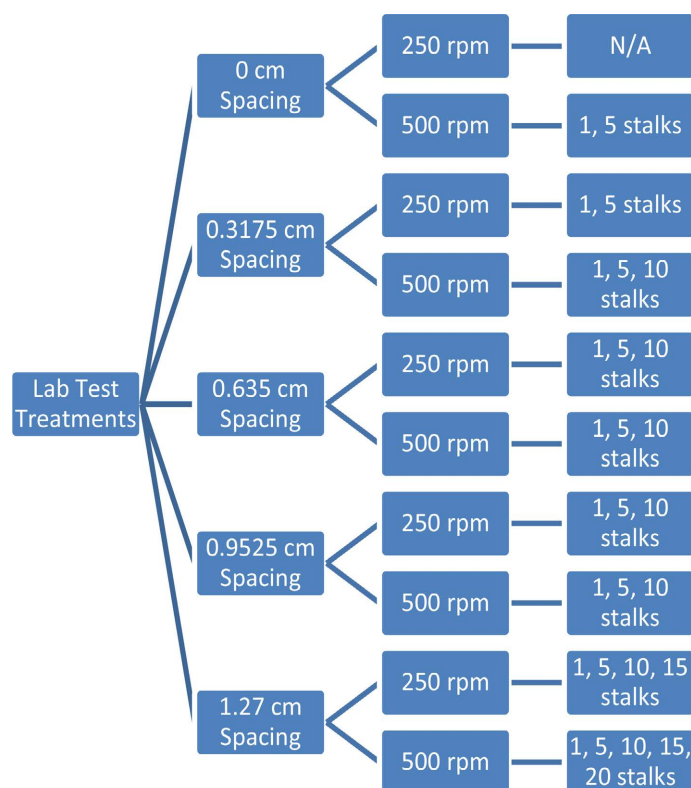 Lab Test
Treatments
0 cm
Spacing
250 rpm
N/A
500 rpm
1, 5 stalks
0.3175 cm
Spacing
250 rpm
1, 5 stalks
500 rpm
1, 5, 10
stalks
0.635 cm
Spacing
250 rpm
1, 5, 10
stalks
500 rpm
1, 5, 10
stalks
0.9525 cm
Spacing
250 rpm
1, 5, 10
stalks
500 rpm
1, 5, 10
stalks
1.27 cm
Spacing
250 rpm
1, 5, 10, 15
stalks
500 rpm
1, 5, 10, 15,
20 stalks